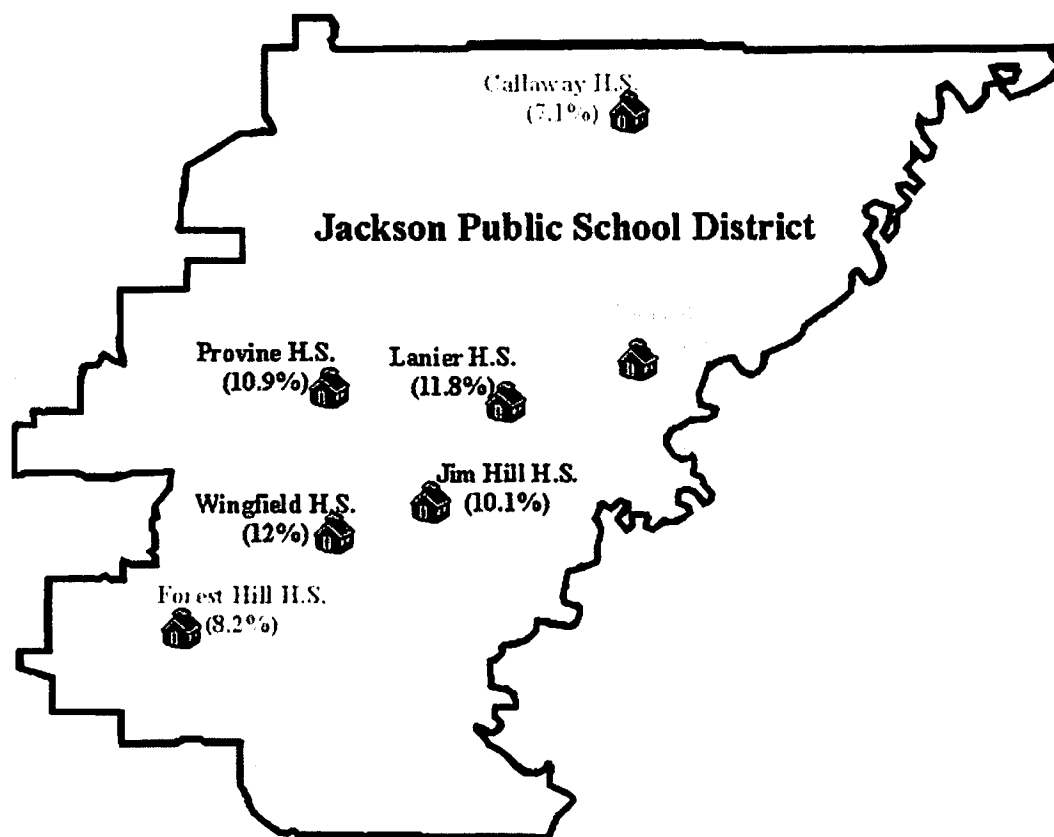 Callaway H.S.
(7.1%)
Jackson Public School District
Provine H.S.
(10.9%)
Lanier H.S.
(11.8%)
Jim Hill H.S.
(10.1%)
Wingfield H.S.
(12%)
Forest Hill H.S.
(8.2%)